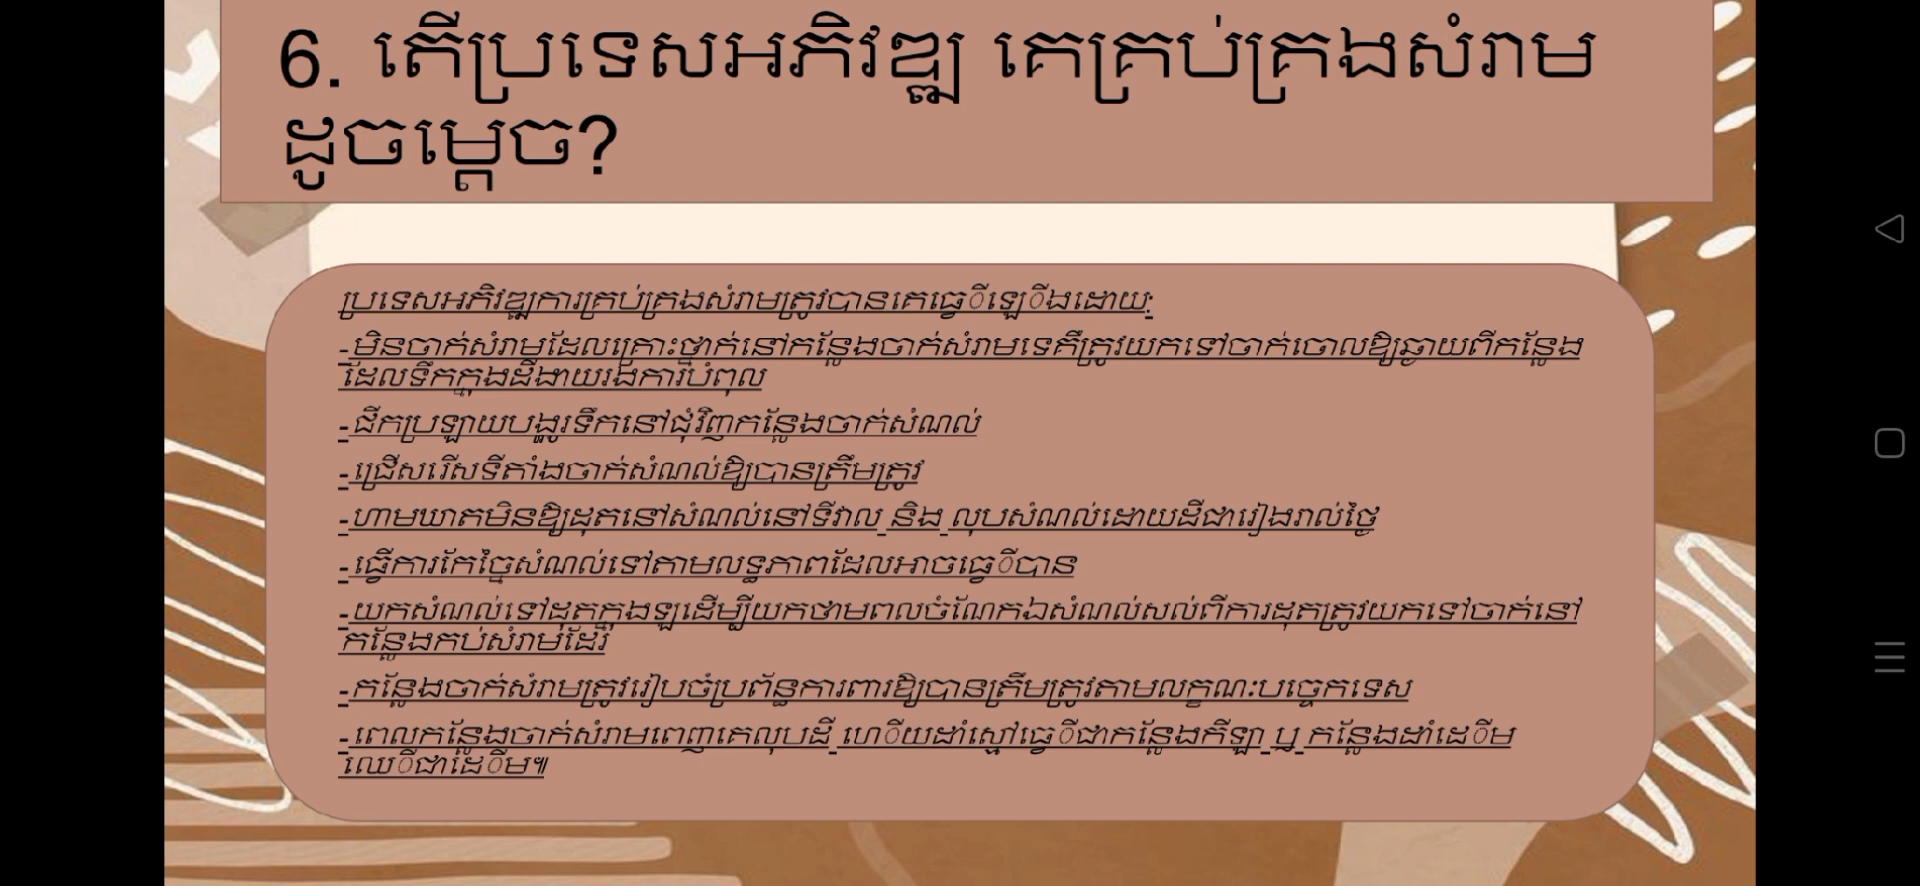 6. តើប្រទេសអភិវឌ្ឍ គេគ្រប់គ្រងសំរាម
ដូចម្តេច?
ប្រទេសអភិវឌ្ឍការគ្រប់គ្រងសំរាមត្រូវបានគេធ្វេីឡេីងដោយ:
-មិនចាក់សំរាមដែលគ្រោះថ្នាក់នៅកន្លែងចាក់សំរាមទេគឺត្រូវយកទៅចាក់ចោលឱ្យឆ្ងាយពីកន្លែង
ដែលទឹកក្នុងដីងាយរងការបំពុល
-ជីកប្រឡាយបង្ហូរទឹកនៅជុំវិញកន្លែងចាក់សំណល់
-ជ្រើសរើសទីតាំងចាក់សំណល់ឱ្យបានត្រឹមត្រូវ
-ហាមឃាតមិនឱ្យដុតនៅសំណល់នៅទីវាល និង លុបសំណល់ដោយដីជារៀងរាល់ថ្ងៃ
-ធ្វើការកែច្នៃសំណល់ទៅតាមលទ្ធភាពដែលអាចធ្វេីបាន
-យកសំណល់ទៅដុតក្នុងឡដើម្បីយកថាមពលចំណែកឯសំណល់សល់ពីការដុតត្រូវយកទៅចាក់នៅ
កន្លែងកប់សំរាមដែរ
-កន្លែងចាក់សំរាមត្រូវរៀបចំប្រព័ន្ធការពារឱ្យបានត្រឹមត្រូវតាមលក្ខណៈបច្ចេកទេស
-ពេលកន្លែងចាក់សំរាមពេញគេលុបដី ហេីយដាំស្មៅធ្វេីជាកន្លែងកីឡា ឬ កន្លែងដាំដេីម
ឈេីជាដេីម៕